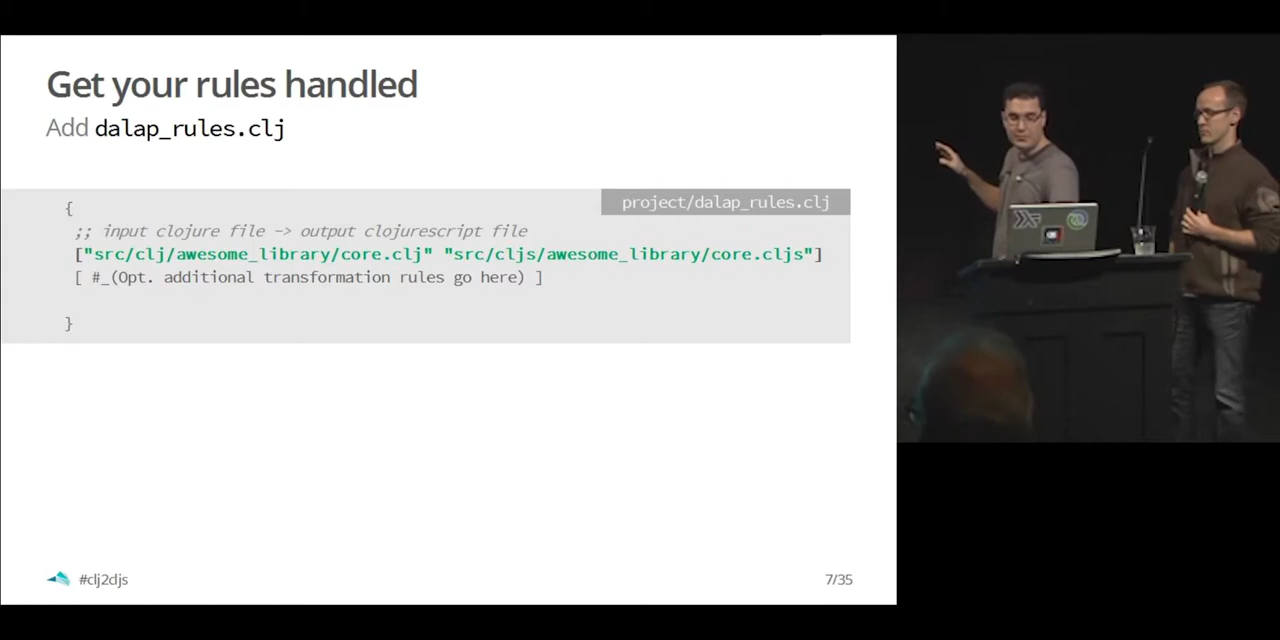 Get your rules handled
Add dalap_rules.clj
project/dalap_rules.clj
{
;; input clojure file -> output clojurescript file
["src/clj/awesome_library/core.clj" "src/cljs/awesome_library/core.cljs"]
[ #_(Opt. additional transformation rules go here) ]
}
#clj2cljs
7/35